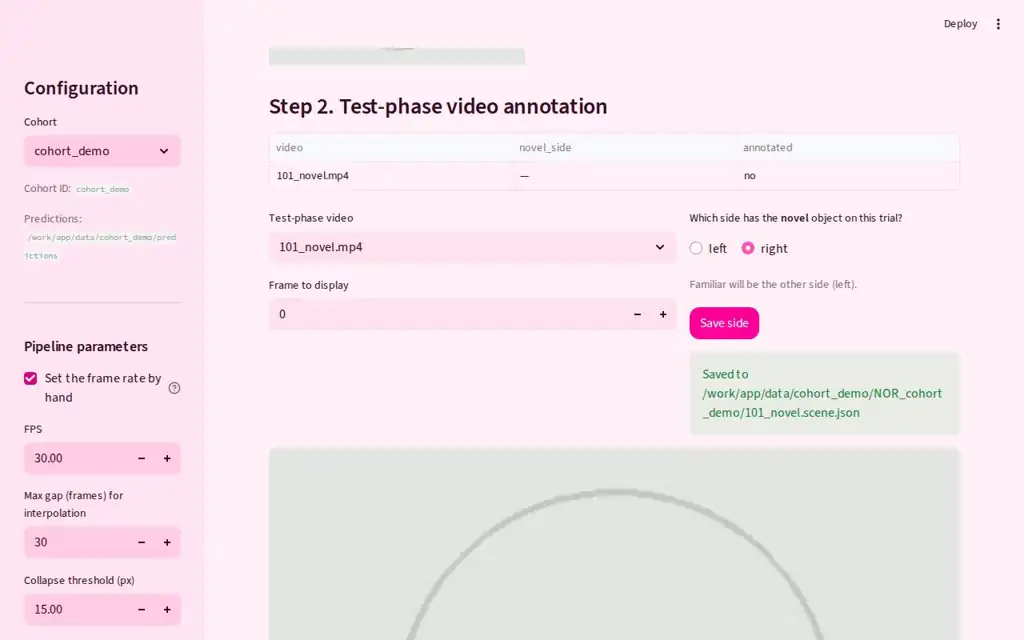 Deploy
Configuration
Cohort
cohort_demo
Cohort ID: cohort_demo
Predictions:
/work/app/data/cohort_demo/pred
ictions
Pipeline parameters
Set the frame rate by
hand
FPS
30.00
Max gap (frames) for
interpolation
30
Collapse threshold (px)
15.00
Step 2. Test-phase video annotation
video novel_side annotated
101_novel.mp4 — no
Test-phase video
101_novel.mp4
Frame to display
0
Which side has the novel object on this trial?
left right
Familiar will be the other side (left).
Save side
Saved to
/work/app/data/cohort_demo/NOR_cohort
_demo/101_novel.scene.json